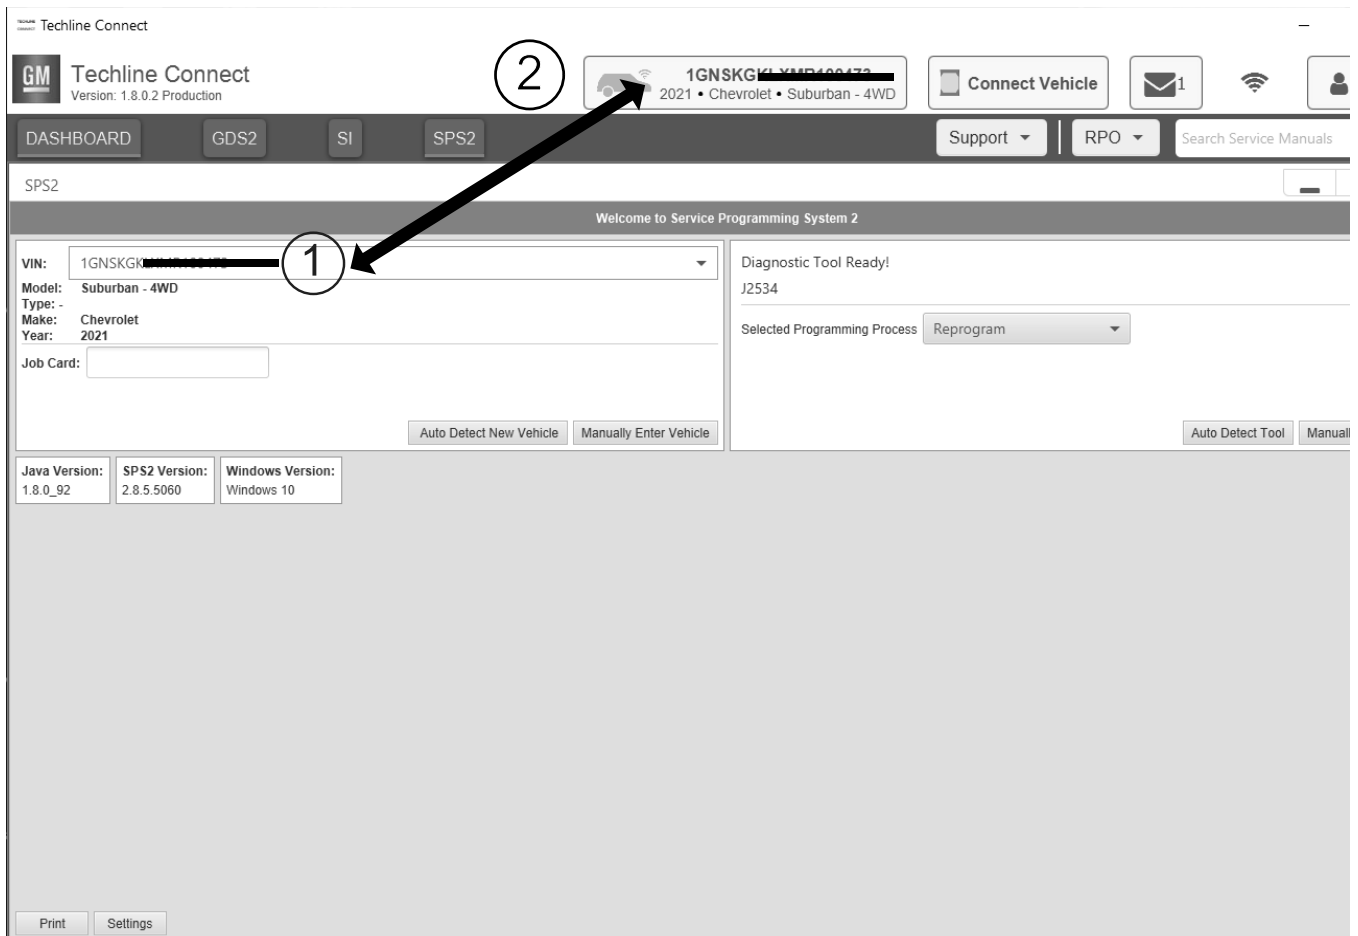 TECHLINE CONNECT Techline Connect
GM Techline Connect
Version: 1.8.0.2 Production
2
1GNSKG
2021 • Chevrolet • Suburban - 4WD
Connect Vehicle
1
DASHBOARD GDS2 SI SPS2 Support RPO Search Service Manuals
SPS2
Welcome to Service Programming System 2
VIN: 1GNSKG
1
Model: Suburban - 4WD
Type: -
Make: Chevrolet
Year: 2021
Job Card:
Auto Detect New Vehicle Manually Enter Vehicle
Diagnostic Tool Ready!
J2534
Selected Programming Process Reprogram
Auto Detect Tool Manuall
Java Version: SPS2 Version: Windows Version:
1.8.0_92 2.8.5.5060 Windows 10
Print Settings